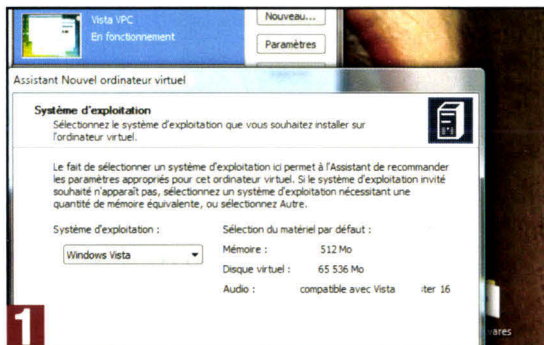 Vista VPC
En fonctionnement
Nouveau...
Paramètres
Assistant Nouvel ordinateur virtuel
Système d'exploitation
Sélectionnez le système d'exploitation que vous souhaitez installer sur
l'ordinateur virtuel.
Le fait de sélectionner un système d'exploitation ici permet à l'Assistant de recommander
les paramètres appropriés pour cet ordinateur virtuel. Si le système d'exploitation invité
souhaité n'apparaît pas, sélectionnez un système d'exploitation nécessitant une
quantité de mémoire équivalente, ou sélectionnez Autre.
Système d'exploitation :
Sélection du matériel par défaut :
Windows Vista
Mémoire : 512 Mo
Disque virtuel : 65 536 Mo
Audio : compatible avec Vista ster 16
1